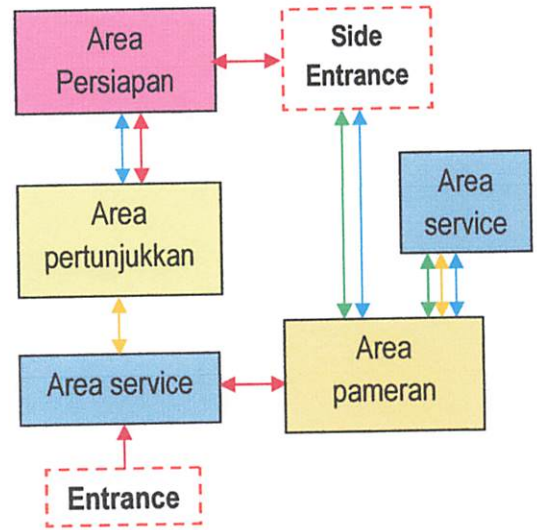 Area
Persiapan
Side
Entrance
Area
service
Area
pertunjukkan
Area
pameran
Area service
Entrance